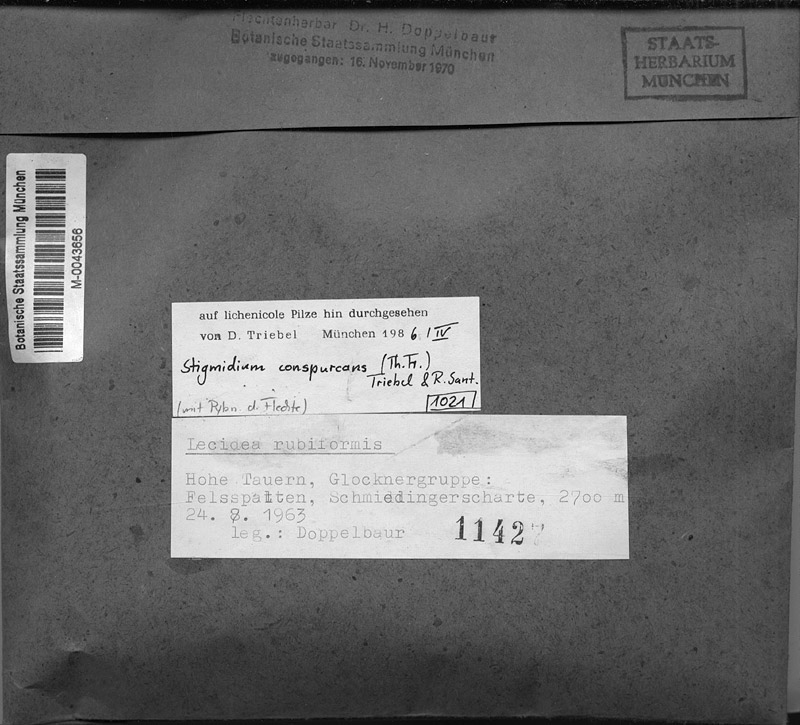 Flechtenherbar Dr. H. Doppelbaur
Botanische Staatssammlung München
zugegangen: 16. November 1970
STAATS-
HERBARIUM
MÜNCHEN
Botanische Staatssammlung München
M-0043656
auf lichenicole Pilze hin durchgesehen
von D. Triebel München 1986 / IV
Stigmidium conspurcans (Th. Fr.)
Triebel & R. Sant.
(mit Pykn. d. Flechte)
1021
Lecidea rubiformis
Hohe Tauern, Glocknergruppe:
Felsspalten, Schmiedingerscharte, 2700 m
24. 8. 1963
leg.: Doppelbaur
11427